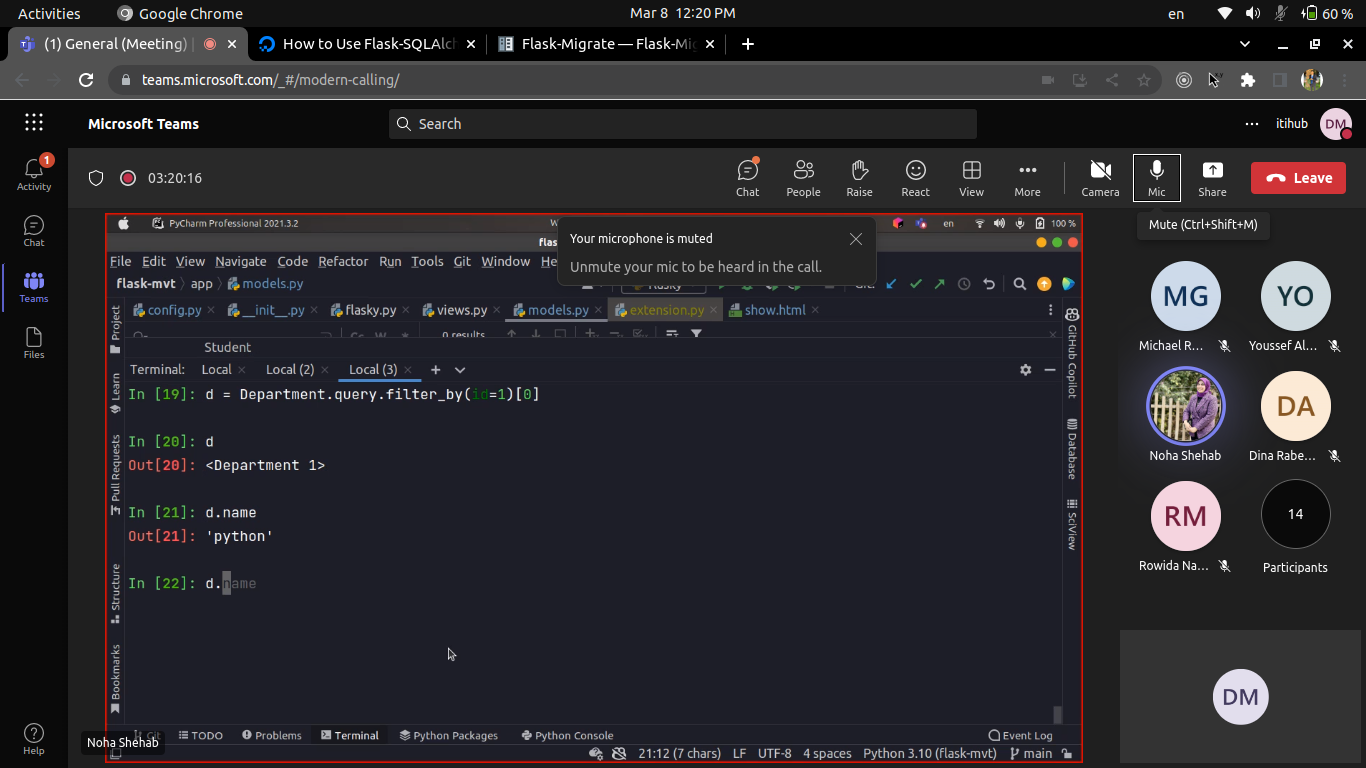 Activities
Google Chrome
Mar 8 12:20 PM
en
60 %
(1) General (Meeting) |
How to Use Flask-SQLAlch
Flask-Migrate — Flask-Mig
teams.microsoft.com/_#/modern-calling/
Microsoft Teams
Search
itihub
DM
1
Activity
Chat
Teams
Files
Help
03:20:16
Chat
People
Raise
React
View
More
Camera
Mic
Share
Leave
Mute (Ctrl+Shift+M)
PyCharm Professional 2021.3.2
en
100 %
Your microphone is muted
Unmute your mic to be heard in the call.
File Edit View Navigate Code Refactor Run Tools Git Window
flask-mvt
app
models.py
config.py
__init__.py
flasky.py
views.py
models.py
extension.py
show.html
0 results
Student
Terminal:
Local
Local (2)
Local (3)
In [19]: d = Department.query.filter_by(id=1)[0]
In [20]: d
Out[20]: <Department 1>
In [21]: d.name
Out[21]: 'python'
In [22]: d.name
Project
Learn
Pull Requests
Structure
Bookmarks
GitHub Copilot
Database
SciView
Git
TODO
Problems
Terminal
Python Packages
Python Console
Event Log
21:12 (7 chars)
LF
UTF-8
4 spaces
Python 3.10 (flask-mvt)
main
Noha Shehab
MG
Michael R...
YO
Youssef Al...
Noha Shehab
DA
Dina Rabe...
RM
Rowida Na...
14
Participants
DM